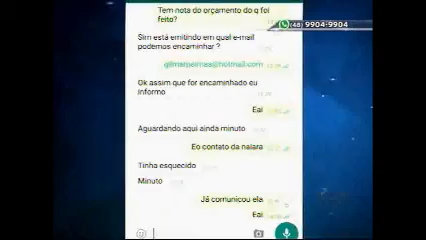 Tem nota do orçamento do q foi
feito?
(48) 9904-9904
Sim está emitindo em qual e-mail
podemos encaminhar ?
@hotmail.com
Ok assim que for encaminhado eu
informo
Eai
Aguardando aqui ainda minuto
Eo contato da naiara
Tinha esquecido
Minuto
Já comunicou ela
Eai